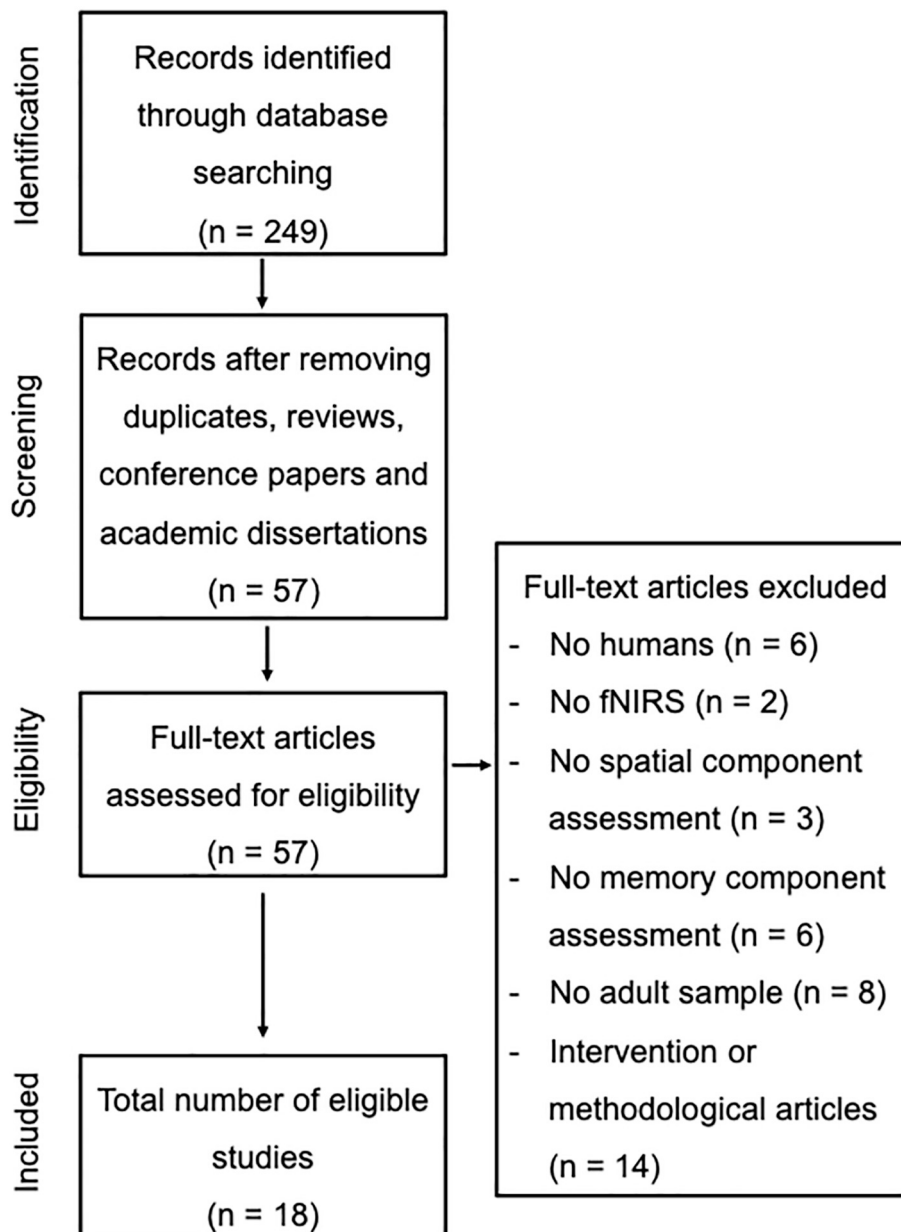 Identification
Records identified
through database
searching
(n = 249)
Screening
Records after removing
duplicates, reviews,
conference papers and
academic dissertations
(n = 57)
Eligibility
Full-text articles
assessed for eligibility
(n = 57)
Full-text articles excluded
- No humans (n = 6)
- No fNIRS (n = 2)
- No spatial component
assessment (n = 3)
- No memory component
assessment (n = 6)
- No adult sample (n = 8)
- Intervention or
methodological articles
(n = 14)
Included
Total number of eligible
studies
(n = 18)